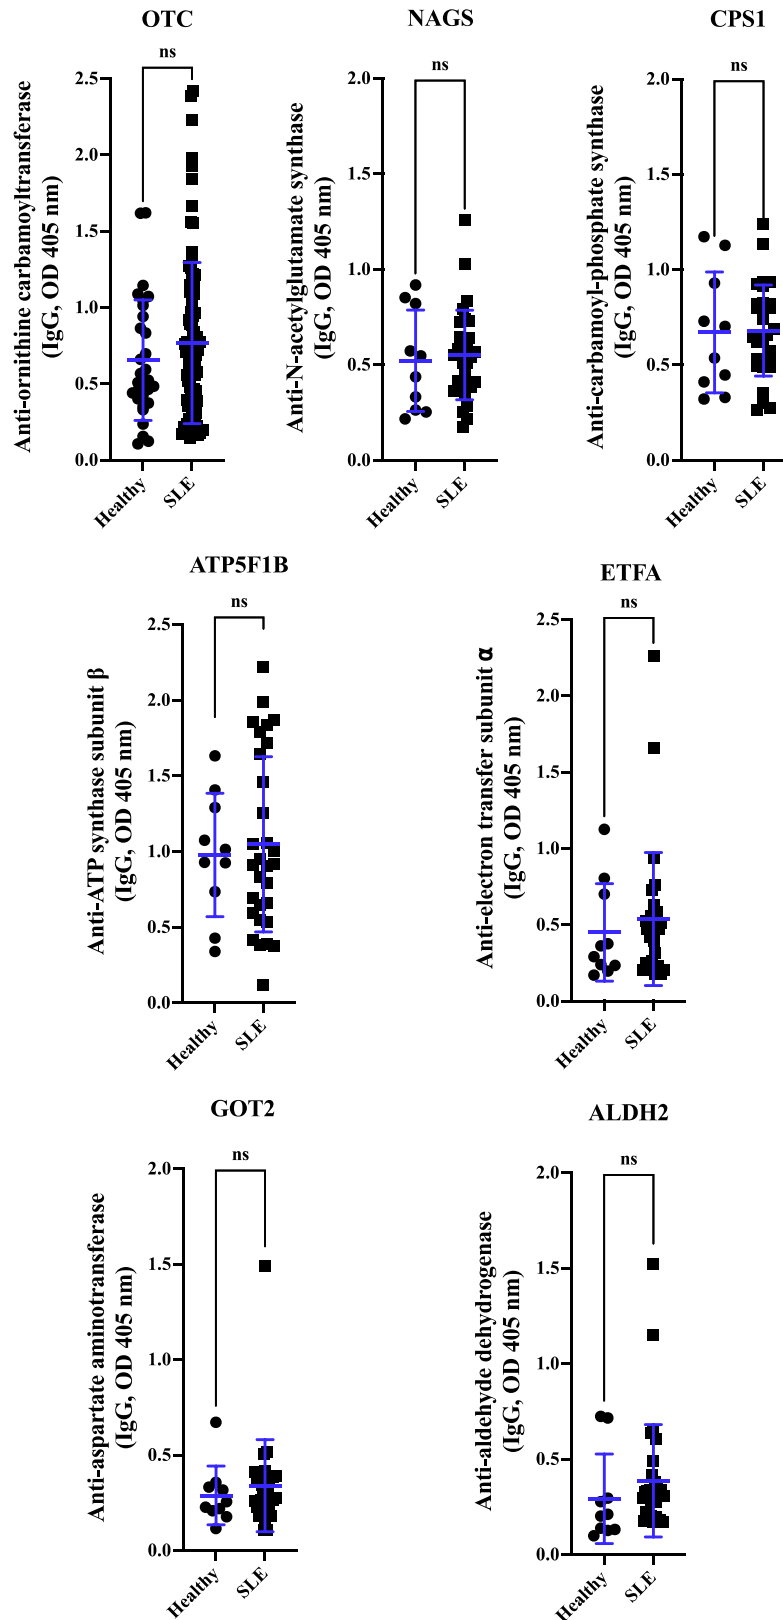 OTC
ns
Anti-ornithine carbamoyltransferase
(IgG, OD 405 nm)
2.5
2.0
1.5
1.0
0.5
0.0
Healthy
SLE
NAGS
ns
Anti-N-acetylglutamate synthase
(IgG, OD 405 nm)
2.0
1.5
1.0
0.5
0.0
Healthy
SLE
CPS1
ns
Anti-carbamoyl-phosphate synthase
(IgG, OD 405 nm)
2.0
1.5
1.0
0.5
0.0
Healthy
SLE
ATP5F1B
ns
Anti-ATP synthase subunit β
(IgG, OD 405 nm)
2.5
2.0
1.5
1.0
0.5
0.0
Healthy
SLE
ETFA
ns
Anti-electron transfer subunit α
(IgG, OD 405 nm)
2.5
2.0
1.5
1.0
0.5
0.0
Healthy
SLE
GOT2
ns
Anti-aspartate aminotransferase
(IgG, OD 405 nm)
2.0
1.5
1.0
0.5
0.0
Healthy
SLE
ALDH2
ns
Anti-aldehyde dehydrogenase
(IgG, OD 405 nm)
2.0
1.5
1.0
0.5
0.0
Healthy
SLE